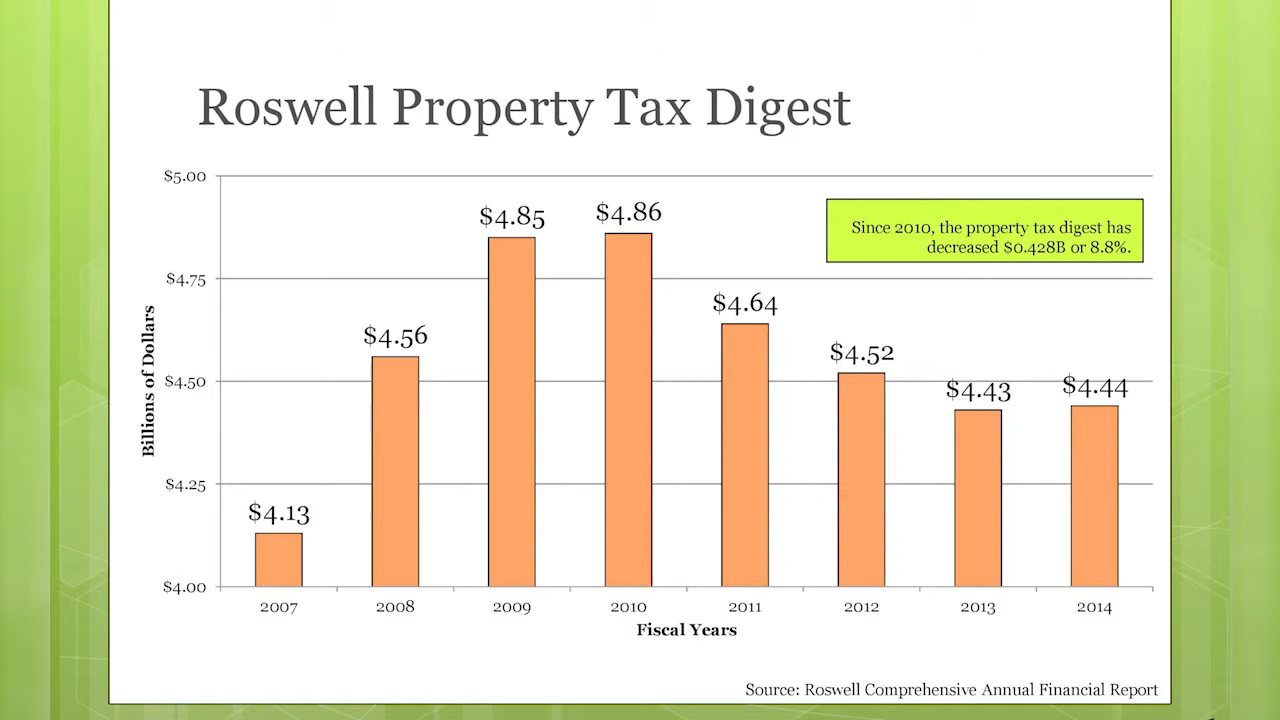 Roswell Property Tax Digest
$5.00
$4.75
$4.50
$4.25
$4.00
Billions of Dollars
$4.13
$4.56
$4.85
$4.86
$4.64
$4.52
$4.43
$4.44
Since 2010, the property tax digest has
decreased $0.428B or 8.8%.
2007 2008 2009 2010 2011 2012 2013 2014
Fiscal Years
Source: Roswell Comprehensive Annual Financial Report